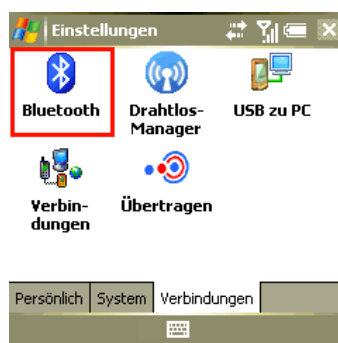 Einstellungen
Bluetooth
Drahtlos-
Manager
USB zu PC
Verbin-
dungen
Übertragen
Persönlich System Verbindungen